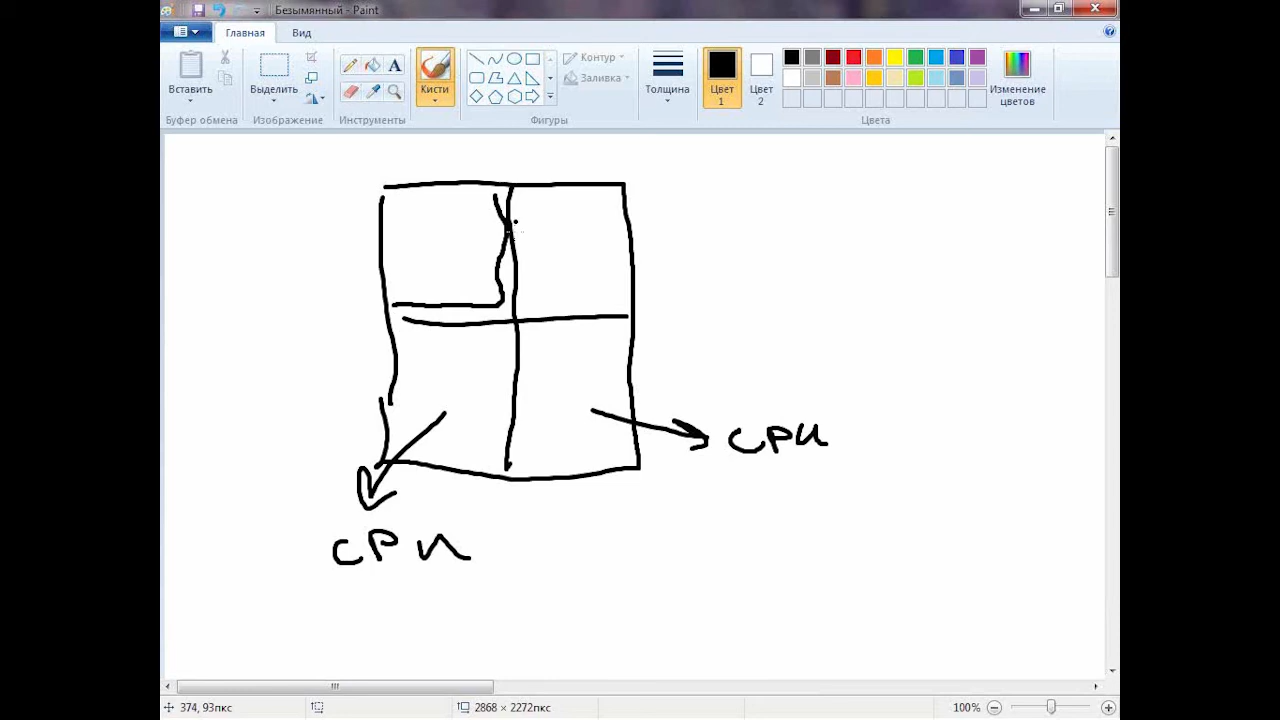 Безымянный - Paint
Главная Вид
Вставить
Выделить
Кисти
Контур
Заливка
Толщина
Цвет 1
Цвет 2
Изменение цветов
Буфер обмена Изображение Инструменты Фигуры Цвета
CPU
CPU
374, 93пкс 2868 × 2272пкс 100%